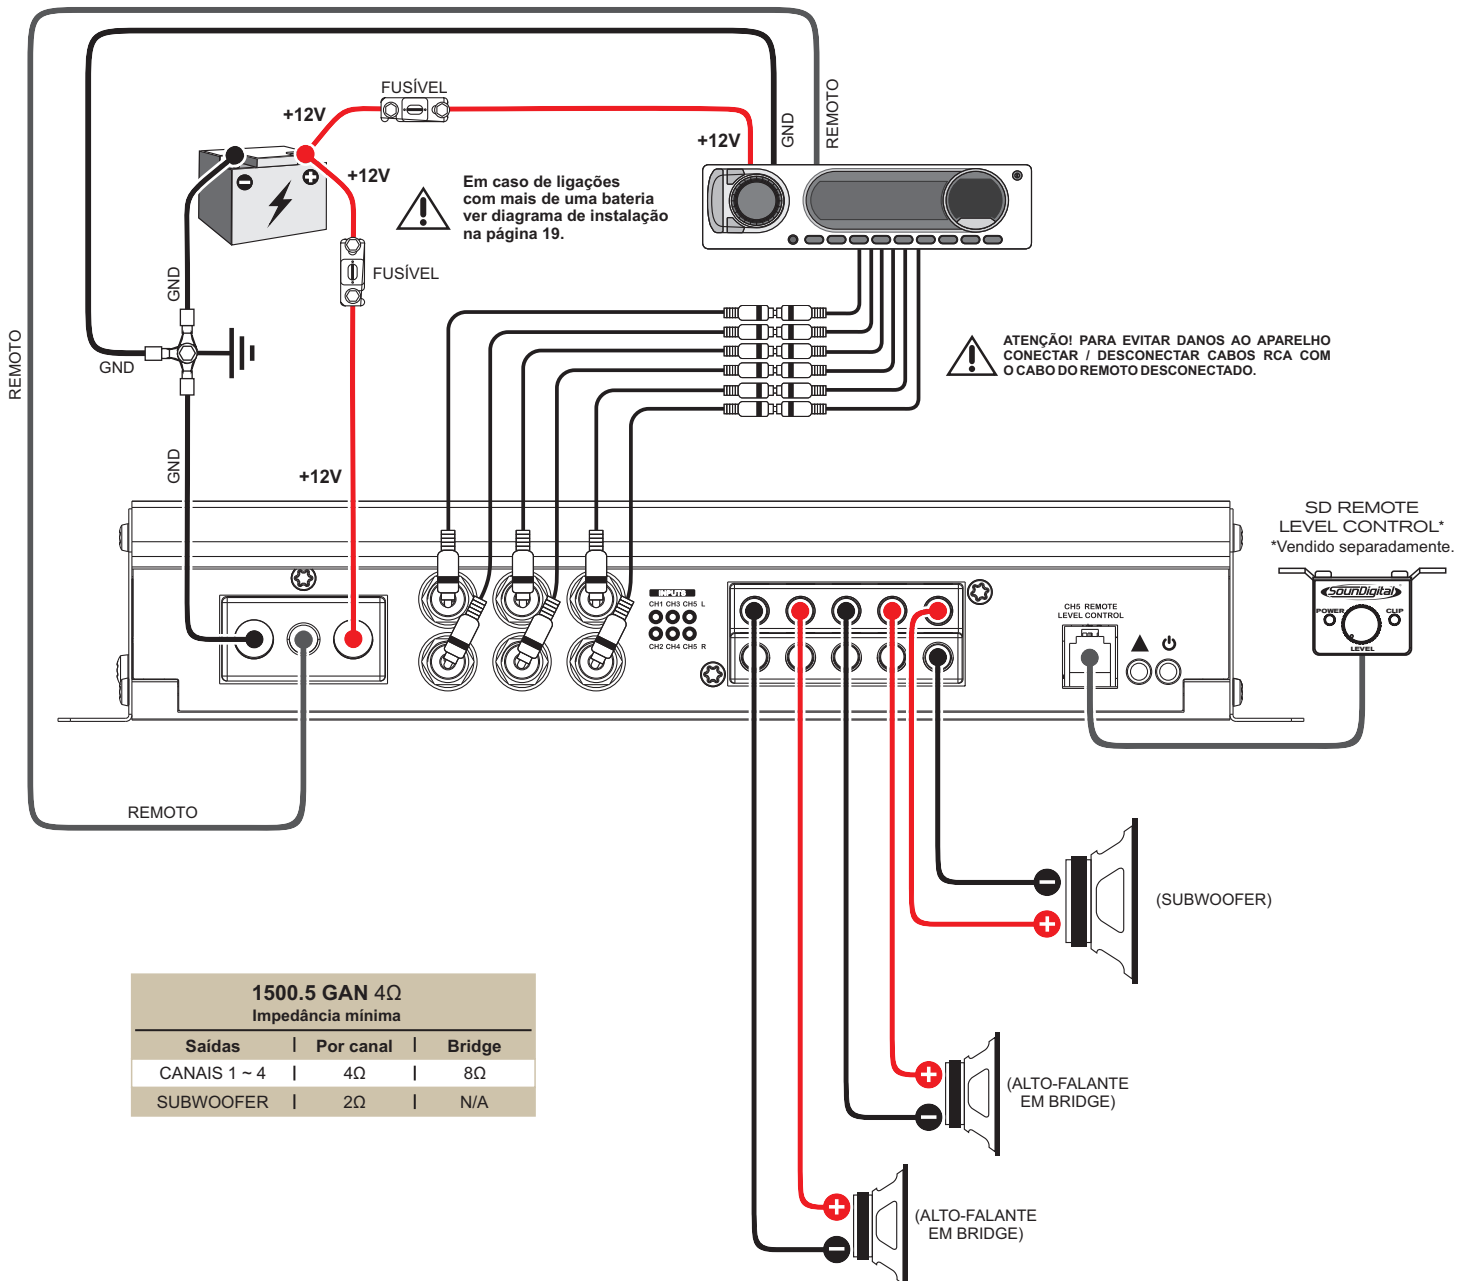 FUSÍVEL
+12V
GND
REMOTO
+12V
+12V
Em caso de ligações
com mais de uma bateria
ver diagrama de instalação
na página 19.
FUSÍVEL
GND
REMOTO
GND
ATENÇÃO! PARA EVITAR DANOS AO APARELHO
CONECTAR / DESCONECTAR CABOS RCA COM
O CABO DO REMOTO DESCONECTADO.
GND
+12V
SD REMOTE
LEVEL CONTROL*
*Vendido separadamente.
INPUTS
CH1 CH3 CH5 L
CH2 CH4 CH5 R
CH5 REMOTE
LEVEL CONTROL
SounDigital
POWER
CLIP
LEVEL
REMOTO
(SUBWOOFER)
1500.5 GAN 4Ω
Impedância mínima
Saídas | Por canal | Bridge
CANAIS 1 ~ 4 | 4Ω | 8Ω
SUBWOOFER | 2Ω | N/A
(ALTO-FALANTE
EM BRIDGE)
(ALTO-FALANTE
EM BRIDGE)